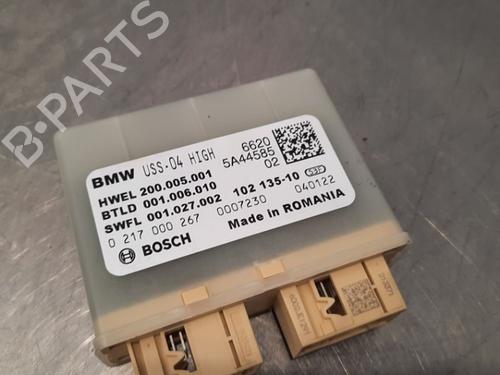 BMW USS-04 HIGH 6620
5A44585
02
HWEL 200.005.001
BTLD 001.006.010
SWFL 001.027.002 102 135-10 SBF
0 217 000 267 0007230 040122
BOSCH Made in ROMANIA
B-PARTS